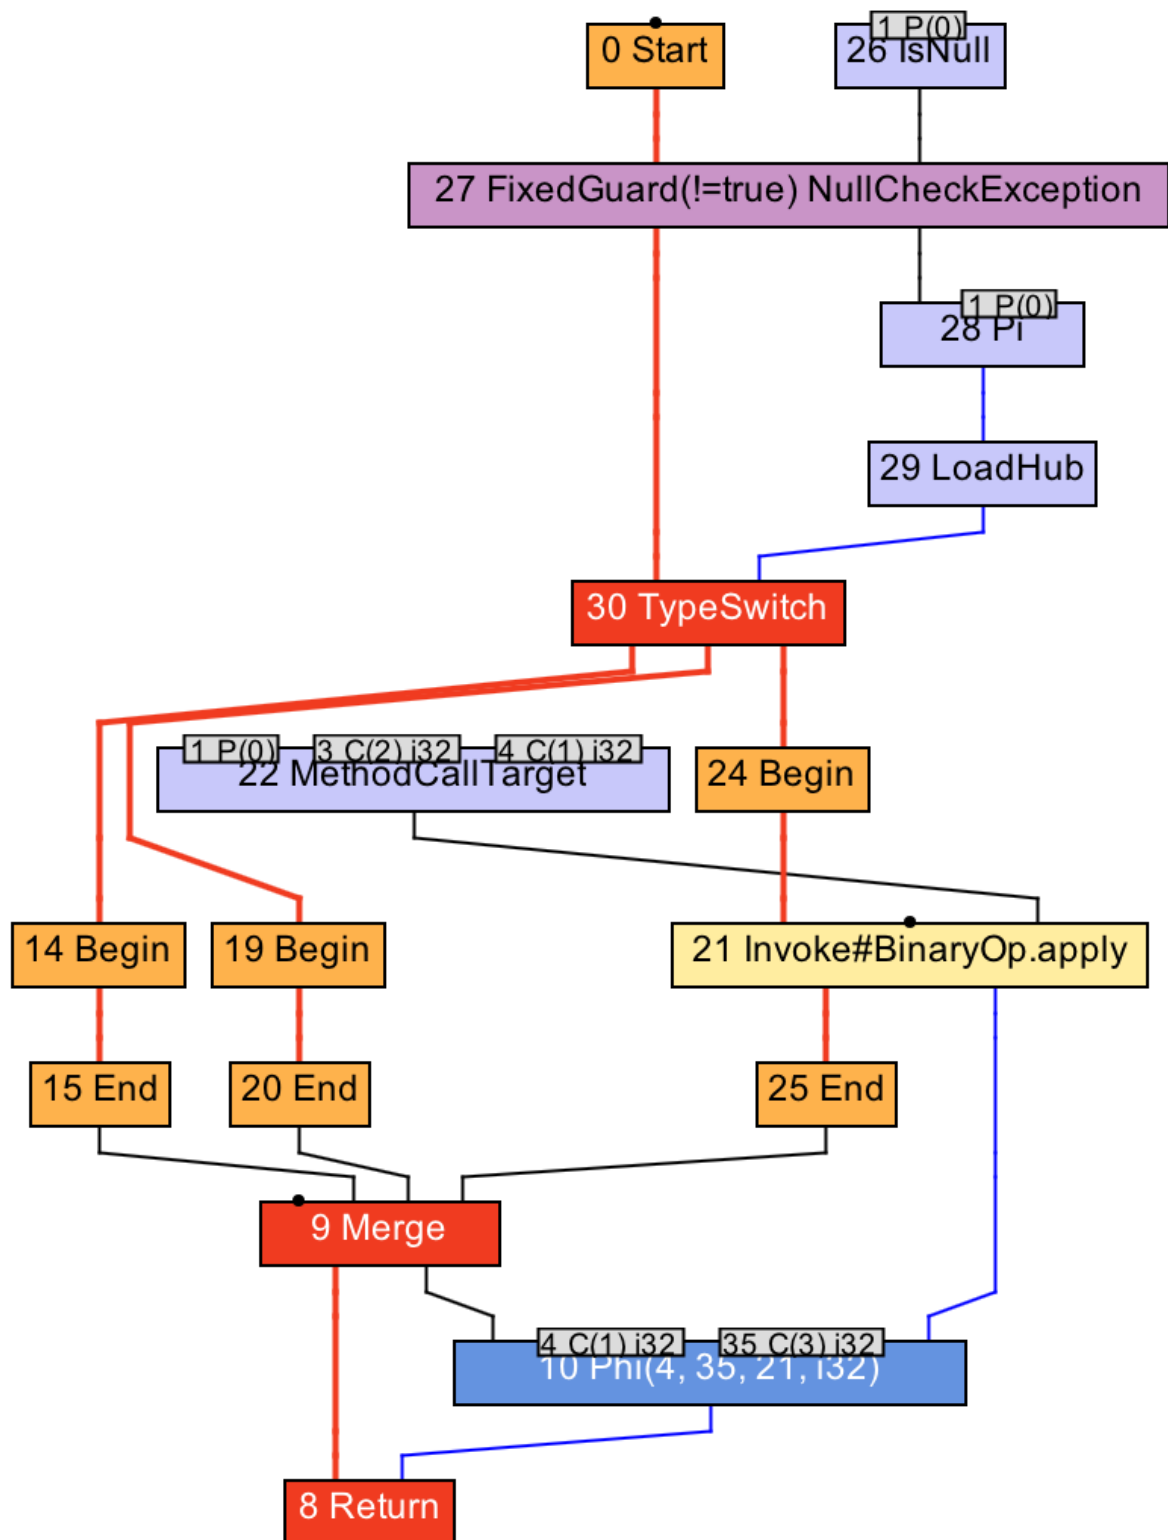 0 Start
1 P(0)
26 IsNull
27 FixedGuard(!=true) NullCheckException
1 P(0)
28 Pi
29 LoadHub
30 TypeSwitch
1 P(0)
3 C(2) i32
4 C(1) i32
22 MethodCallTarget
24 Begin
14 Begin
19 Begin
21 Invoke#BinaryOp.apply
15 End
20 End
25 End
9 Merge
4 C(1) i32
35 C(3) i32
10 Phi(4, 35, 21, i32)
8 Return